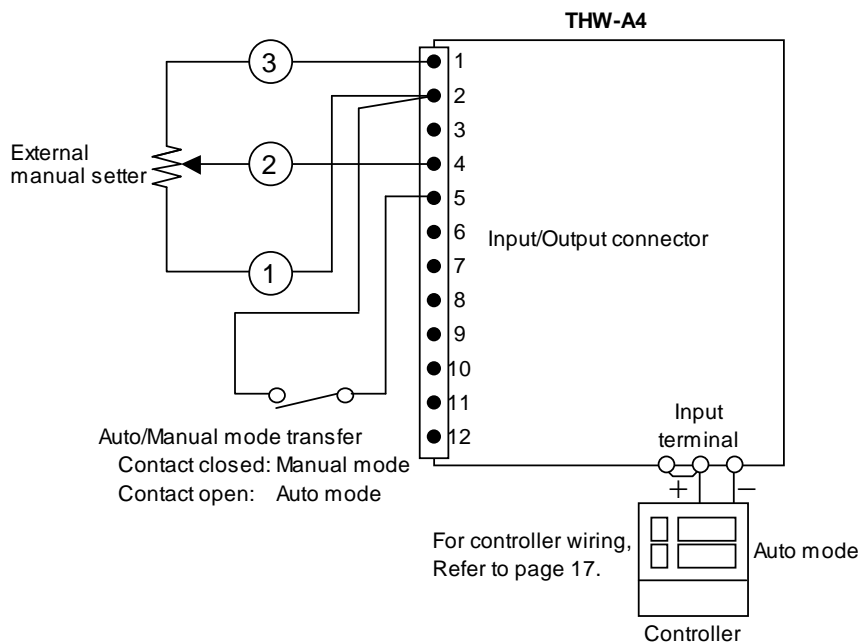 THW-A4
3
1
2
3
External
manual setter
2
4
5
6
Input/Output connector
1
7
8
9
10
11
12
Input
terminal
Auto/Manual mode transfer
Contact closed: Manual mode
Contact open: Auto mode
+ −
For controller wiring,
Refer to page 17.
Auto mode
Controller